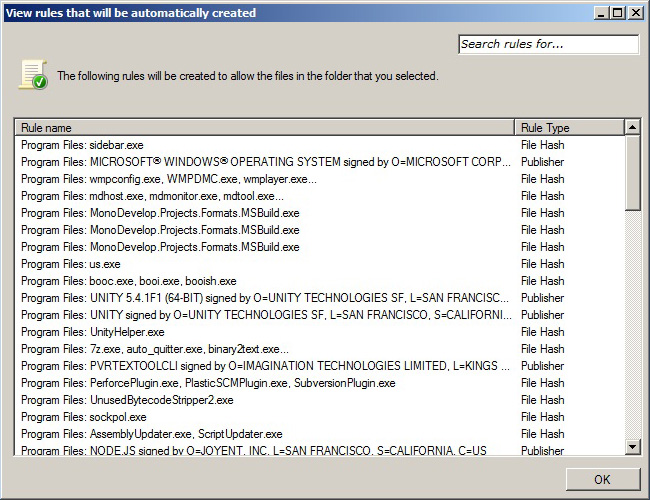 View rules that will be automatically created
Search rules for...
The following rules will be created to allow the files in the folder that you selected.
Rule name Rule Type
Program Files: sidebar.exe File Hash
Program Files: MICROSOFT® WINDOWS® OPERATING SYSTEM signed by O=MICROSOFT CORP... Publisher
Program Files: wmpconfig.exe, WMPDMC.exe, wmplayer.exe... File Hash
Program Files: mdhost.exe, mdmonitor.exe, mdtool.exe... File Hash
Program Files: MonoDevelop.Projects.Formats.MSBuild.exe File Hash
Program Files: MonoDevelop.Projects.Formats.MSBuild.exe File Hash
Program Files: MonoDevelop.Projects.Formats.MSBuild.exe File Hash
Program Files: us.exe File Hash
Program Files: booc.exe, booi.exe, booish.exe File Hash
Program Files: UNITY 5.4.1F1 (64-BIT) signed by O=UNITY TECHNOLOGIES SF, L=SAN FRANCISC... Publisher
Program Files: UNITY signed by O=UNITY TECHNOLOGIES SF, L=SAN FRANCISCO, S=CALIFORNI... Publisher
Program Files: UnityHelper.exe File Hash
Program Files: 7z.exe, auto_quitter.exe, binary2text.exe... File Hash
Program Files: PVRTEXTOOLCLI signed by O=IMAGINATION TECHNOLOGIES LIMITED, L=KINGS ... Publisher
Program Files: PerforcePlugin.exe, PlasticSCMPlugin.exe, SubversionPlugin.exe File Hash
Program Files: UnusedBytecodeStripper2.exe File Hash
Program Files: sockpol.exe File Hash
Program Files: AssemblyUpdater.exe, ScriptUpdater.exe File Hash
Program Files: NODE.JS signed by O=JOYENT, INC, L=SAN FRANCISCO, S=CALIFORNIA, C=US Publisher
OK